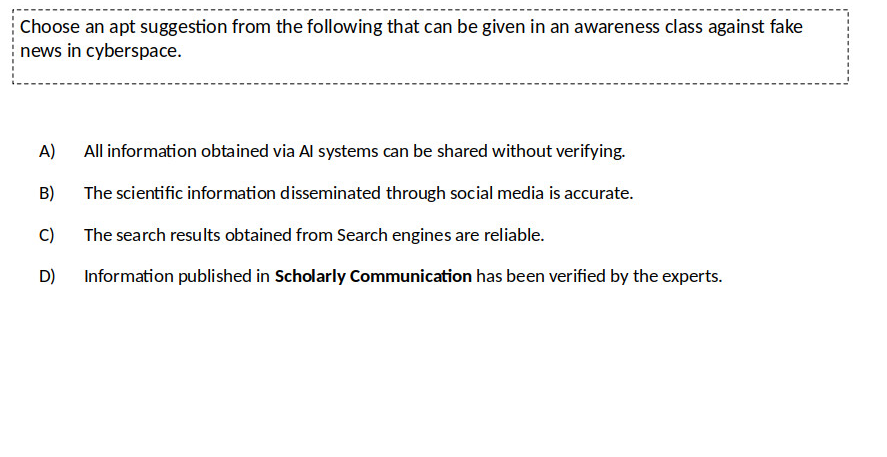 Choose an apt suggestion from the following that can be given in an awareness class against fake
news in cyberspace.
A) All information obtained via AI systems can be shared without verifying.
B) The scientific information disseminated through social media is accurate.
C) The search results obtained from Search engines are reliable.
D) Information published in Scholarly Communication has been verified by the experts.